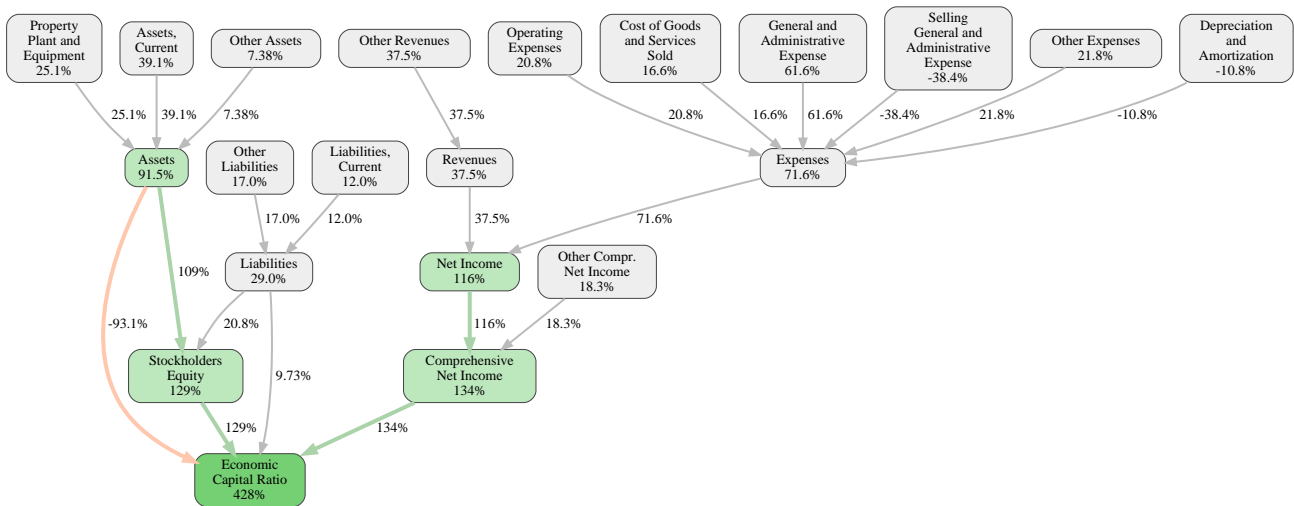 Property
Plant and
Equipment
25.1%
Assets,
Current
39.1%
Other Assets
7.38%
Other Revenues
37.5%
Operating
Expenses
20.8%
Cost of Goods
and Services
Sold
16.6%
General and
Administrative
Expense
61.6%
Selling
General and
Administrative
Expense
-38.4%
Other Expenses
21.8%
Depreciation
and
Amortization
-10.8%
25.1%
39.1%
7.38%
37.5%
20.8%
16.6%
61.6%
-38.4%
21.8%
-10.8%
Assets
91.5%
Other
Liabilities
17.0%
Liabilities,
Current
12.0%
Revenues
37.5%
Expenses
71.6%
17.0%
12.0%
37.5%
71.6%
109%
Liabilities
29.0%
Net Income
116%
Other Compr.
Net Income
18.3%
-93.1%
20.8%
116%
18.3%
Stockholders
Equity
129%
9.73%
Comprehensive
Net Income
134%
129%
134%
Economic
Capital Ratio
428%